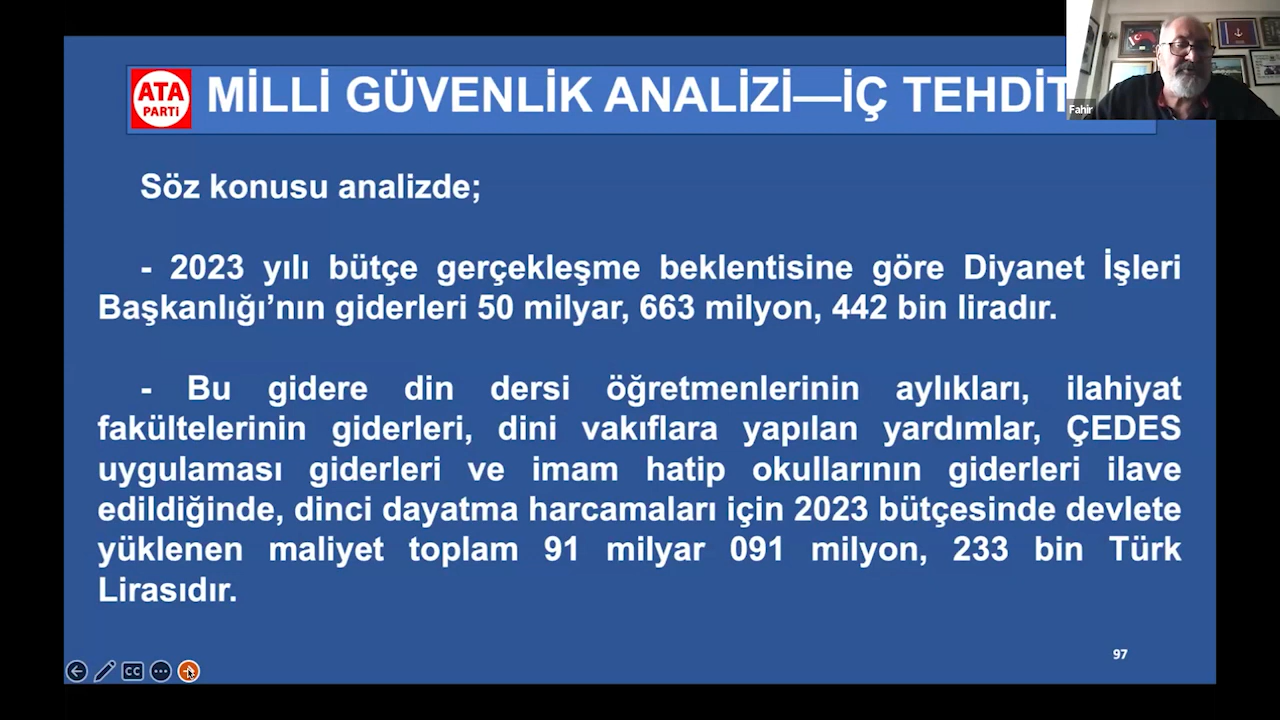 ATA
PARTİ
MİLLİ GÜVENLİK ANALİZİ—İÇ TEHDİT
Fahir
Söz konusu analizde;
- 2023 yılı bütçe gerçekleşme beklentisine göre Diyanet İşleri
Başkanlığı’nın giderleri 50 milyar, 663 milyon, 442 bin liradır.
- Bu gidere din dersi öğretmenlerinin aylıkları, ilahiyat
fakültelerinin giderleri, dini vakıflara yapılan yardımlar, ÇEDES
uygulaması giderleri ve imam hatip okullarının giderleri ilave
edildiğinde, dinci dayatma harcamaları için 2023 bütçesinde devlete
yüklenen maliyet toplam 91 milyar 091 milyon, 233 bin Türk
Lirasıdır.
97
CC